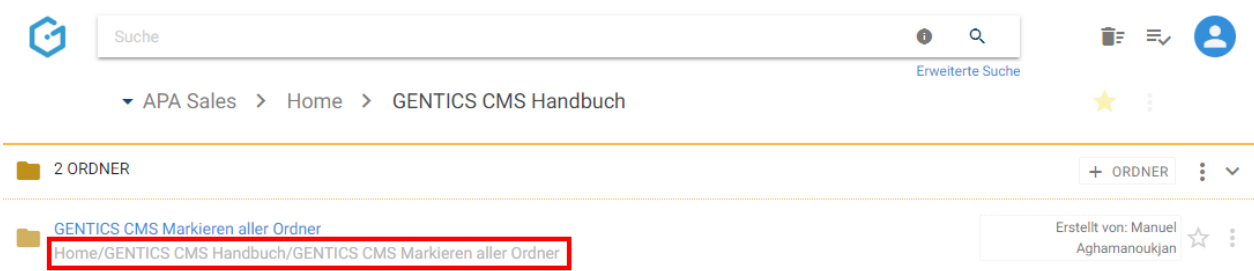 Suche
Erweiterte Suche
APA Sales > Home > GENTICS CMS Handbuch
2 ORDNER
+ ORDNER
GENTICS CMS Markieren aller Ordner
Home/GENTICS CMS Handbuch/GENTICS CMS Markieren aller Ordner
Erstellt von: Manuel
Aghamanoukjan